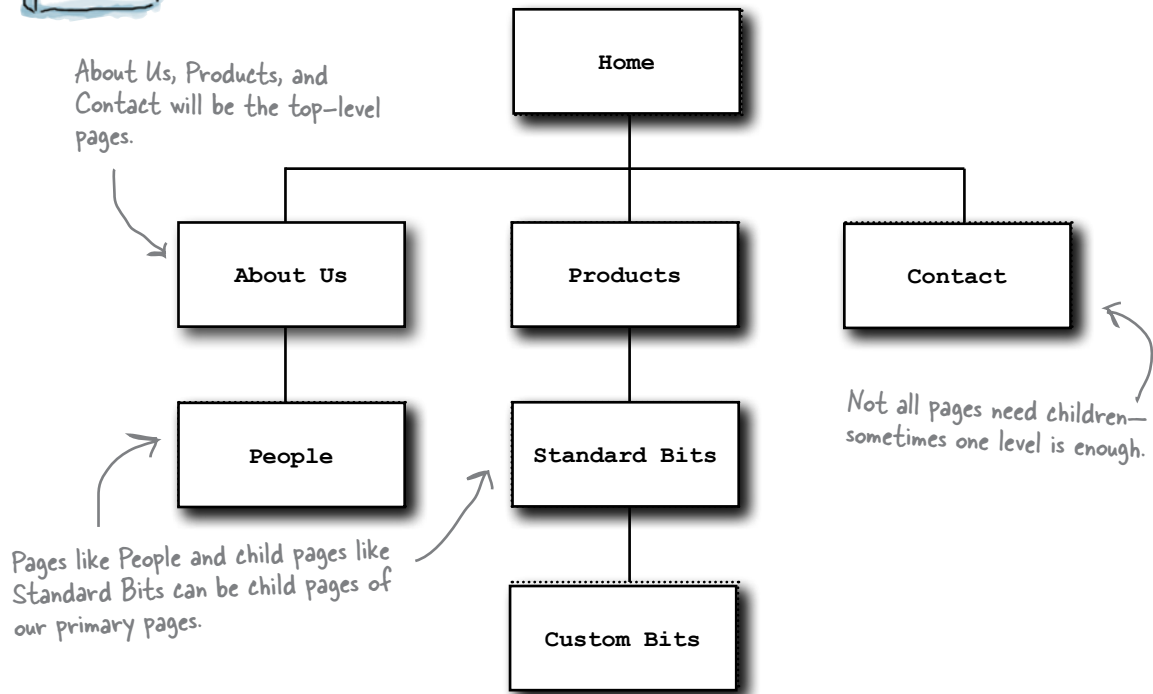 Home
About Us, Products, and
Contact will be the top-level
pages.
About Us
Products
Contact
Not all pages need children—
sometimes one level is enough.
People
Standard Bits
Pages like People and child pages like
Standard Bits can be child pages of
our primary pages.
Custom Bits